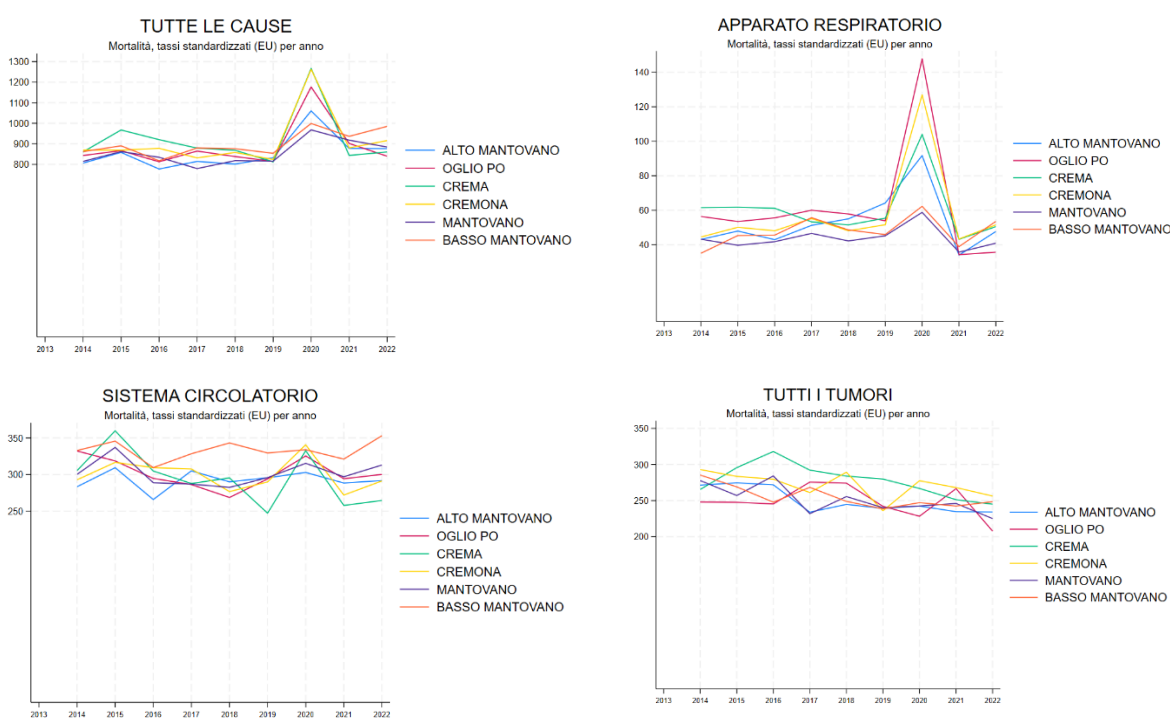 TUTTE LE CAUSE
Mortalità, tassi standardizzati (EU) per anno
1300
1200
1100
1000
900
800
2013 2014 2015 2016 2017 2018 2019 2020 2021 2022
ALTO MANTOVANO
OGLIO PO
CREMA
CREMONA
MANTOVANO
BASSO MANTOVANO
APPARATO RESPIRATORIO
Mortalità, tassi standardizzati (EU) per anno
140
120
100
80
60
40
2013 2014 2015 2016 2017 2018 2019 2020 2021 2022
ALTO MANTOVANO
OGLIO PO
CREMA
CREMONA
MANTOVANO
BASSO MANTOVANO
SISTEMA CIRCOLATORIO
Mortalità, tassi standardizzati (EU) per anno
350
300
250
2013 2014 2015 2016 2017 2018 2019 2020 2021 2022
ALTO MANTOVANO
OGLIO PO
CREMA
CREMONA
MANTOVANO
BASSO MANTOVANO
TUTTI I TUMORI
Mortalità, tassi standardizzati (EU) per anno
350
300
250
200
2013 2014 2015 2016 2017 2018 2019 2020 2021 2022
ALTO MANTOVANO
OGLIO PO
CREMA
CREMONA
MANTOVANO
BASSO MANTOVANO